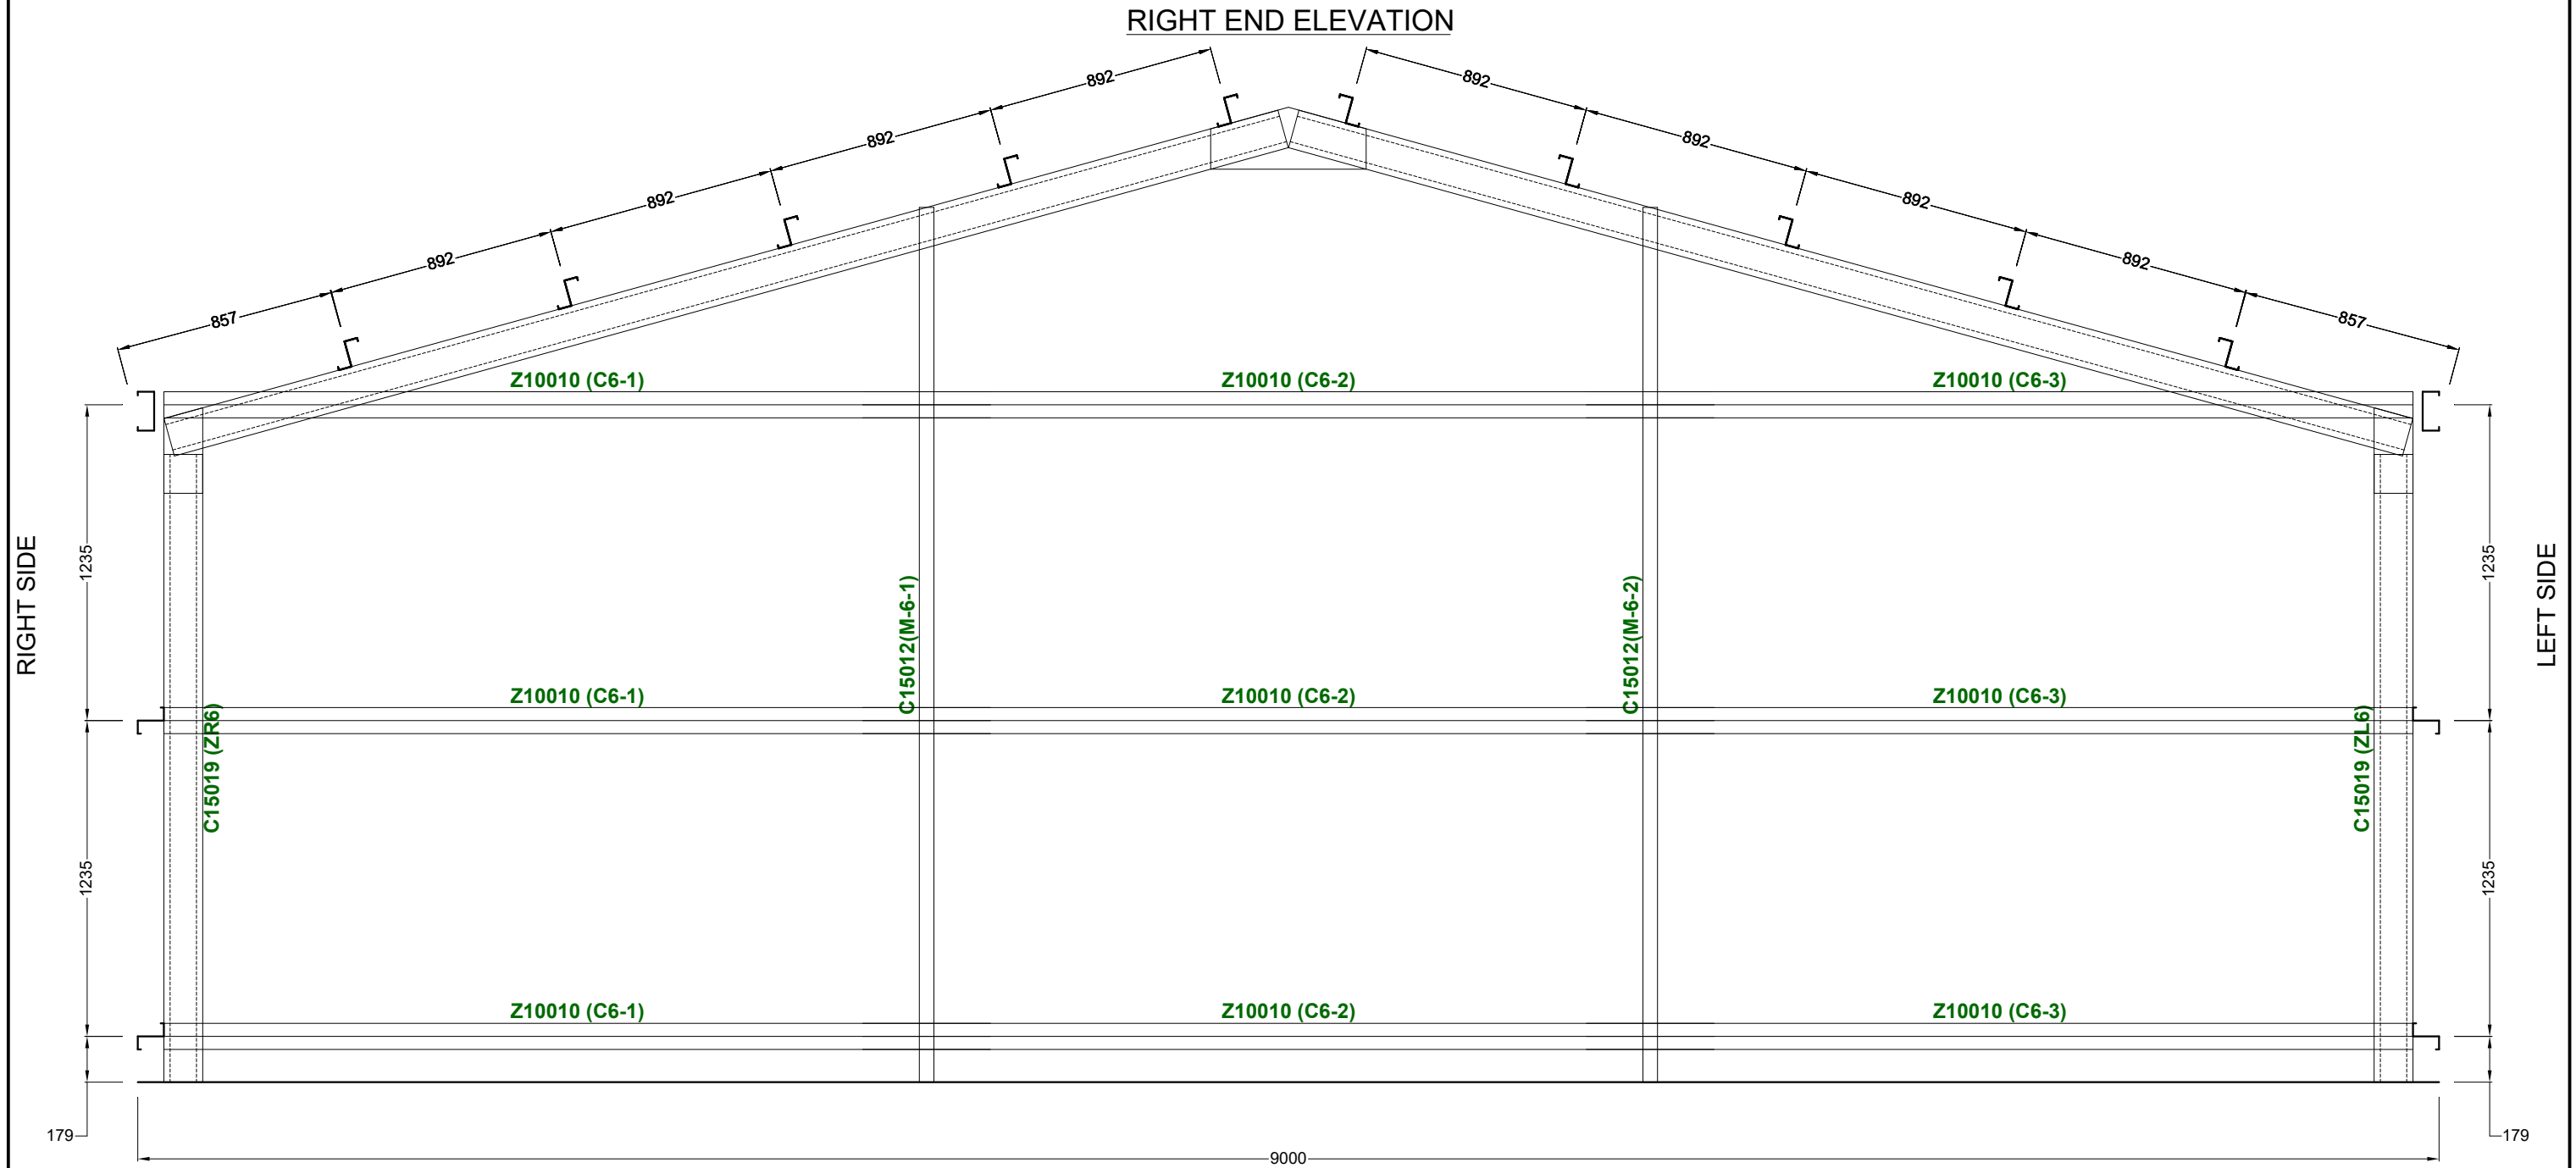 RIGHT END ELEVATION
892
892
892
892
892
892
892
892
857
857
Z10010 (C6-1)
Z10010 (C6-2)
Z10010 (C6-3)
RIGHT SIDE
1235
C15012(M-6-1)
C15012(M-6-2)
1235
LEFT SIDE
Z10010 (C6-1)
Z10010 (C6-2)
Z10010 (C6-3)
C15019 (ZR6)
C15019 (ZL6)
1235
1235
Z10010 (C6-1)
Z10010 (C6-2)
Z10010 (C6-3)
179
179
9000